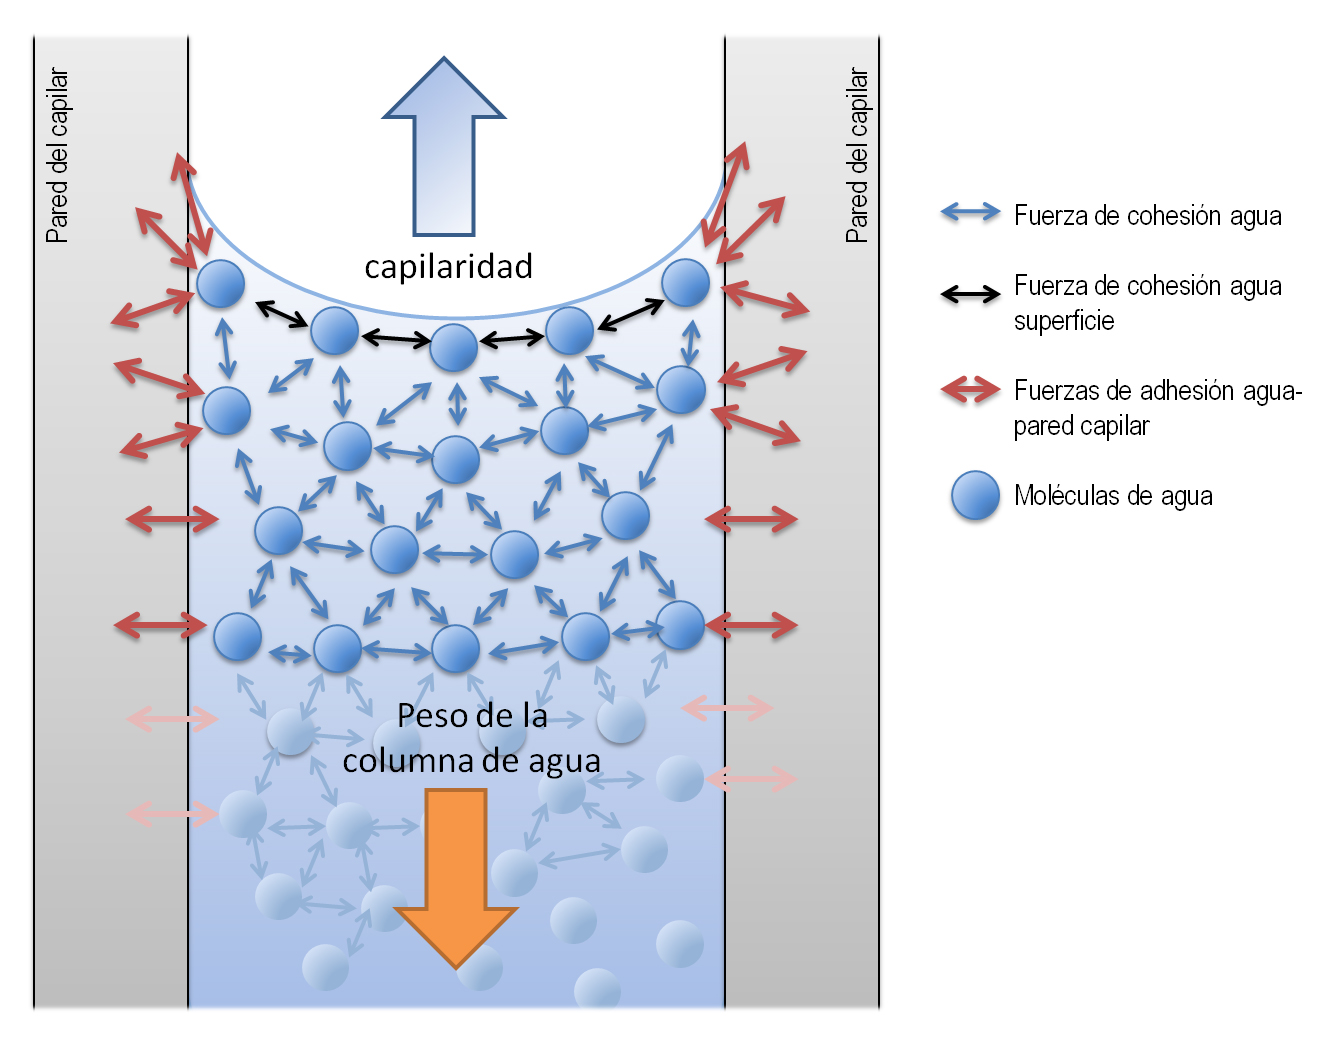 Pared del capilar
Pared del capilar
capilaridad
Fuerza de cohesión agua
Fuerza de cohesión agua
superficie
Fuerzas de adhesión agua-
pared capilar
Moléculas de agua
Peso de la
columna de agua